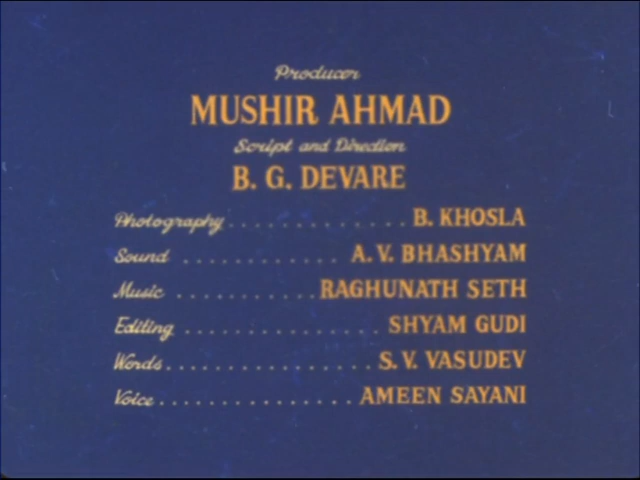 Producer
MUSHIR AHMAD
Script and Direction
B. G. DEVARE
Photography.............. B. KHOSLA
Sound ............ A. V. BHASHYAM
Music ...........RAGHUNATH SETH
Editing ............... SHYAM GUDI
Words................ S. V. VASUDEV
Voice................ AMEEN SAYANI